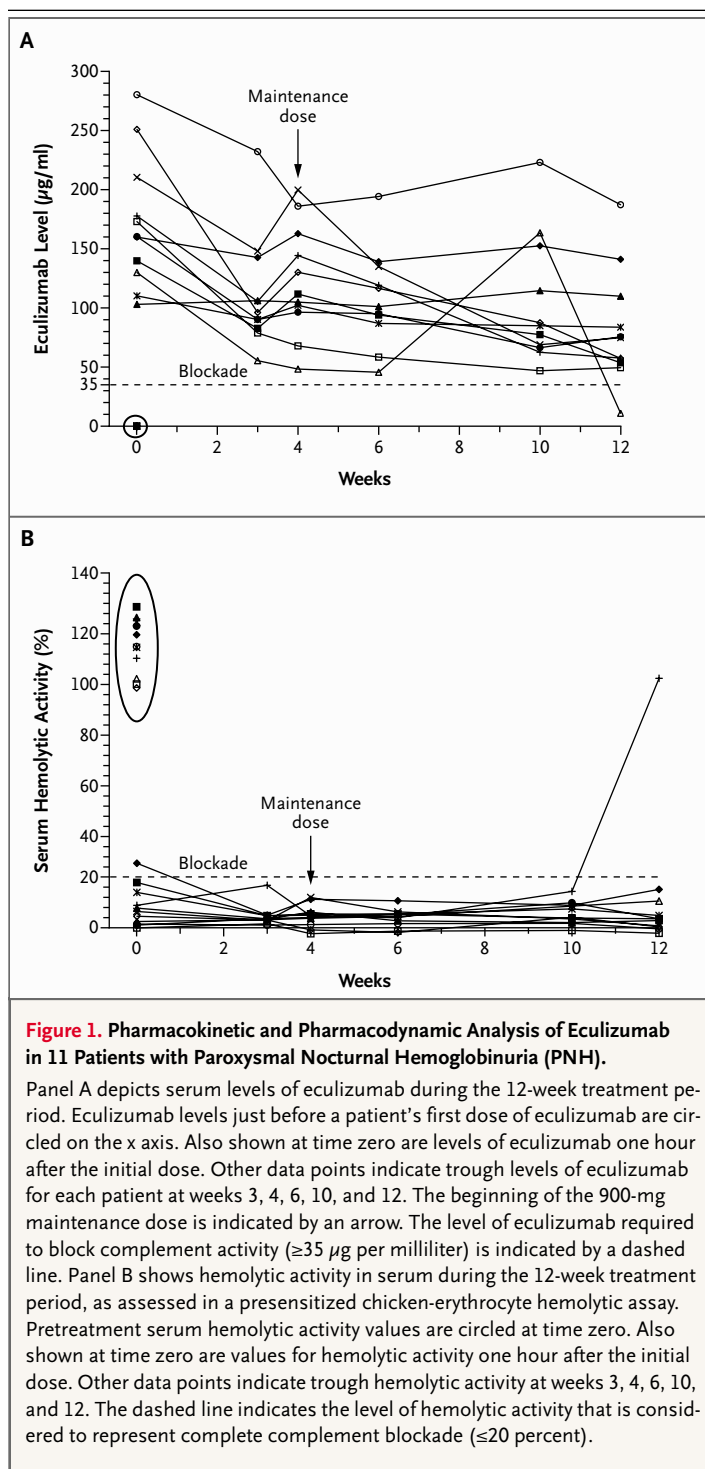 A
300
250
200
150
100
50
35
0
Eculizumab Level (µg/ml)
Maintenance
dose
Blockade
0 2 4 6 8 10 12
Weeks
B
140
120
100
80
60
40
20
0
Serum Hemolytic Activity (%)
Maintenance
dose
Blockade
0 2 4 6 8 10 12
Weeks
Figure 1. Pharmacokinetic and Pharmacodynamic Analysis of Eculizumab
in 11 Patients with Paroxysmal Nocturnal Hemoglobinuria (PNH).
Panel A depicts serum levels of eculizumab during the 12-week treatment pe-
riod. Eculizumab levels just before a patient's first dose of eculizumab are cir-
cled on the x axis. Also shown at time zero are levels of eculizumab one hour
after the initial dose. Other data points indicate trough levels of eculizumab
for each patient at weeks 3, 4, 6, 10, and 12. The beginning of the 900-mg
maintenance dose is indicated by an arrow. The level of eculizumab required
to block complement activity (≥35 µg per milliliter) is indicated by a dashed
line. Panel B shows hemolytic activity in serum during the 12-week treatment
period, as assessed in a presensitized chicken-erythrocyte hemolytic assay.
Pretreatment serum hemolytic activity values are circled at time zero. Also
shown at time zero are values for hemolytic activity one hour after the initial
dose. Other data points indicate trough hemolytic activity at weeks 3, 4, 6, 10,
and 12. The dashed line indicates the level of hemolytic activity that is consid-
ered to represent complete complement blockade (≤20 percent).